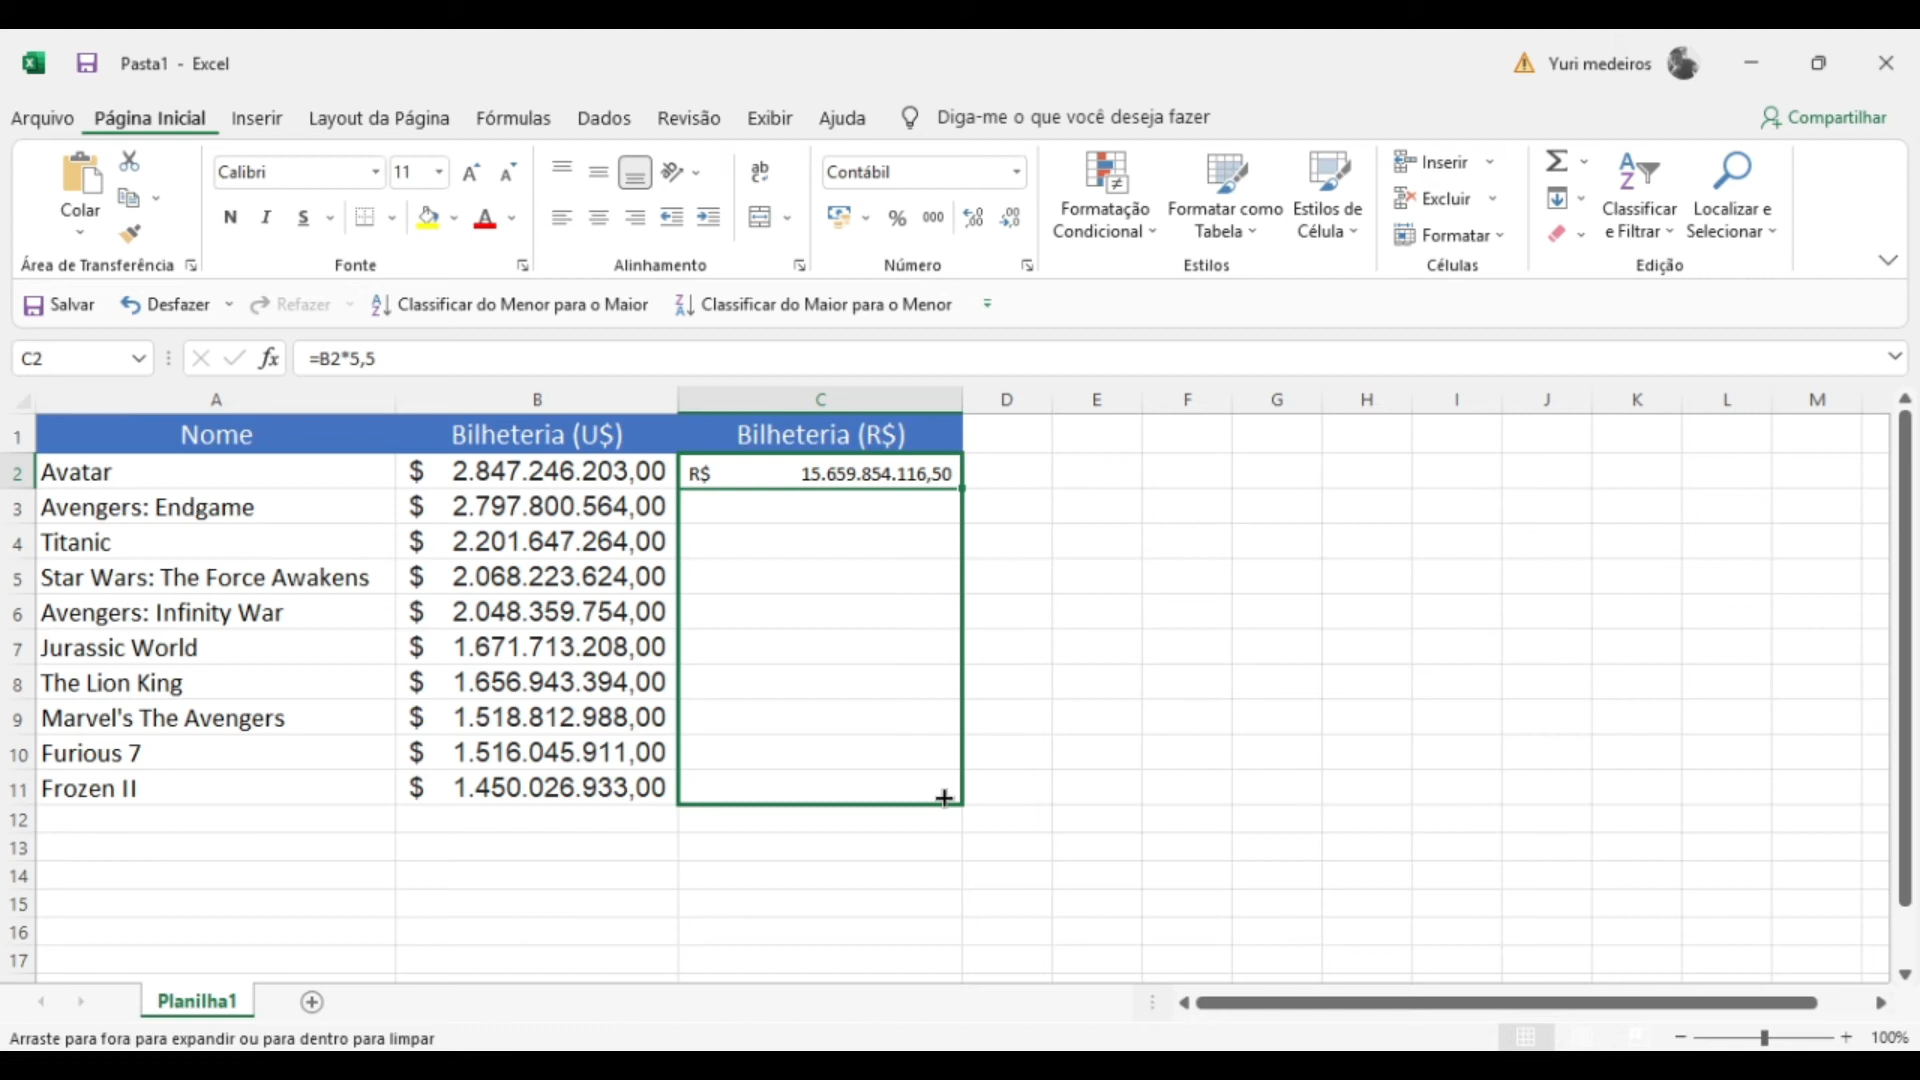 Pasta1 - Excel
Yuri medeiros
Arquivo Página Inicial Inserir Layout da Página Fórmulas Dados Revisão Exibir Ajuda Diga-me o que você deseja fazer Compartilhar
Colar
Calibri 11
N I S
Contábil
% 000
Formatação Condicional
Formatar como Tabela
Estilos de Célula
Inserir
Excluir
Formatar
Classificar e Filtrar
Localizar e Selecionar
Área de Transferência Fonte Alinhamento Número Estilos Células Edição
Salvar Desfazer Refazer Classificar do Menor para o Maior Classificar do Maior para o Menor
C2 fx =B2*5,5
A B C D E F G H I J K L M
1 Nome Bilheteria (U$) Bilheteria (R$)
2 Avatar $ 2.847.246.203,00 R$ 15.659.854.116,50
3 Avengers: Endgame $ 2.797.800.564,00
4 Titanic $ 2.201.647.264,00
5 Star Wars: The Force Awakens $ 2.068.223.624,00
6 Avengers: Infinity War $ 2.048.359.754,00
7 Jurassic World $ 1.671.713.208,00
8 The Lion King $ 1.656.943.394,00
9 Marvel's The Avengers $ 1.518.812.988,00
10 Furious 7 $ 1.516.045.911,00
11 Frozen II $ 1.450.026.933,00
12
13
14
15
16
17
Planilha1
Arraste para fora para expandir ou para dentro para limpar
100%